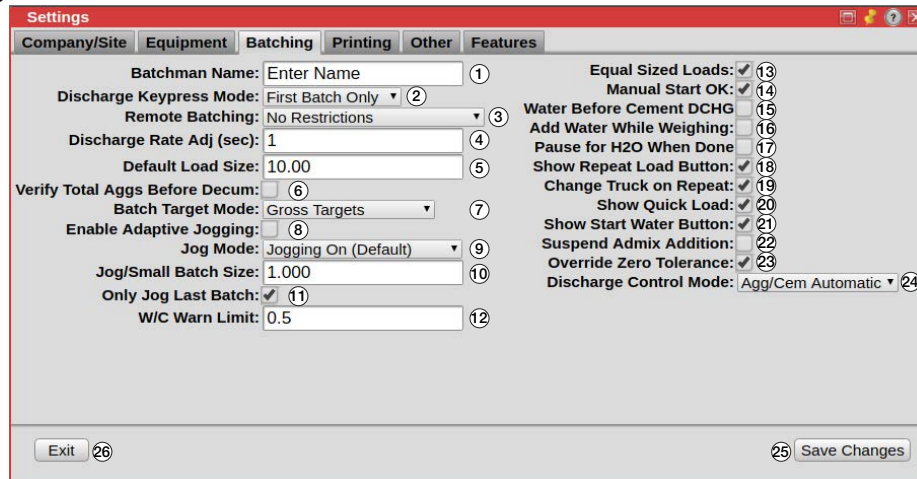 Settings
Company/Site Equipment Batching Printing Other Features
Batchman Name: Enter Name 1
Discharge Keypress Mode: First Batch Only 2
Remote Batching: No Restrictions 3
Discharge Rate Adj (sec): 1 4
Default Load Size: 10.00 5
Verify Total Aggs Before Decum: 6
Batch Target Mode: Gross Targets 7
Enable Adaptive Jogging: 8
Jog Mode: Jogging On (Default) 9
Jog/Small Batch Size: 1.000 10
Only Jog Last Batch: 11
W/C Warn Limit: 0.5 12
Equal Sized Loads: 13
Manual Start OK: 14
Water Before Cement DCHG 15
Add Water While Weighing: 16
Pause for H2O When Done 17
Show Repeat Load Button: 18
Change Truck on Repeat: 19
Show Quick Load: 20
Show Start Water Button: 21
Suspend Admix Addition: 22
Override Zero Tolerance: 23
Discharge Control Mode: Agg/Cem Automatic 24
Exit 26
25 Save Changes